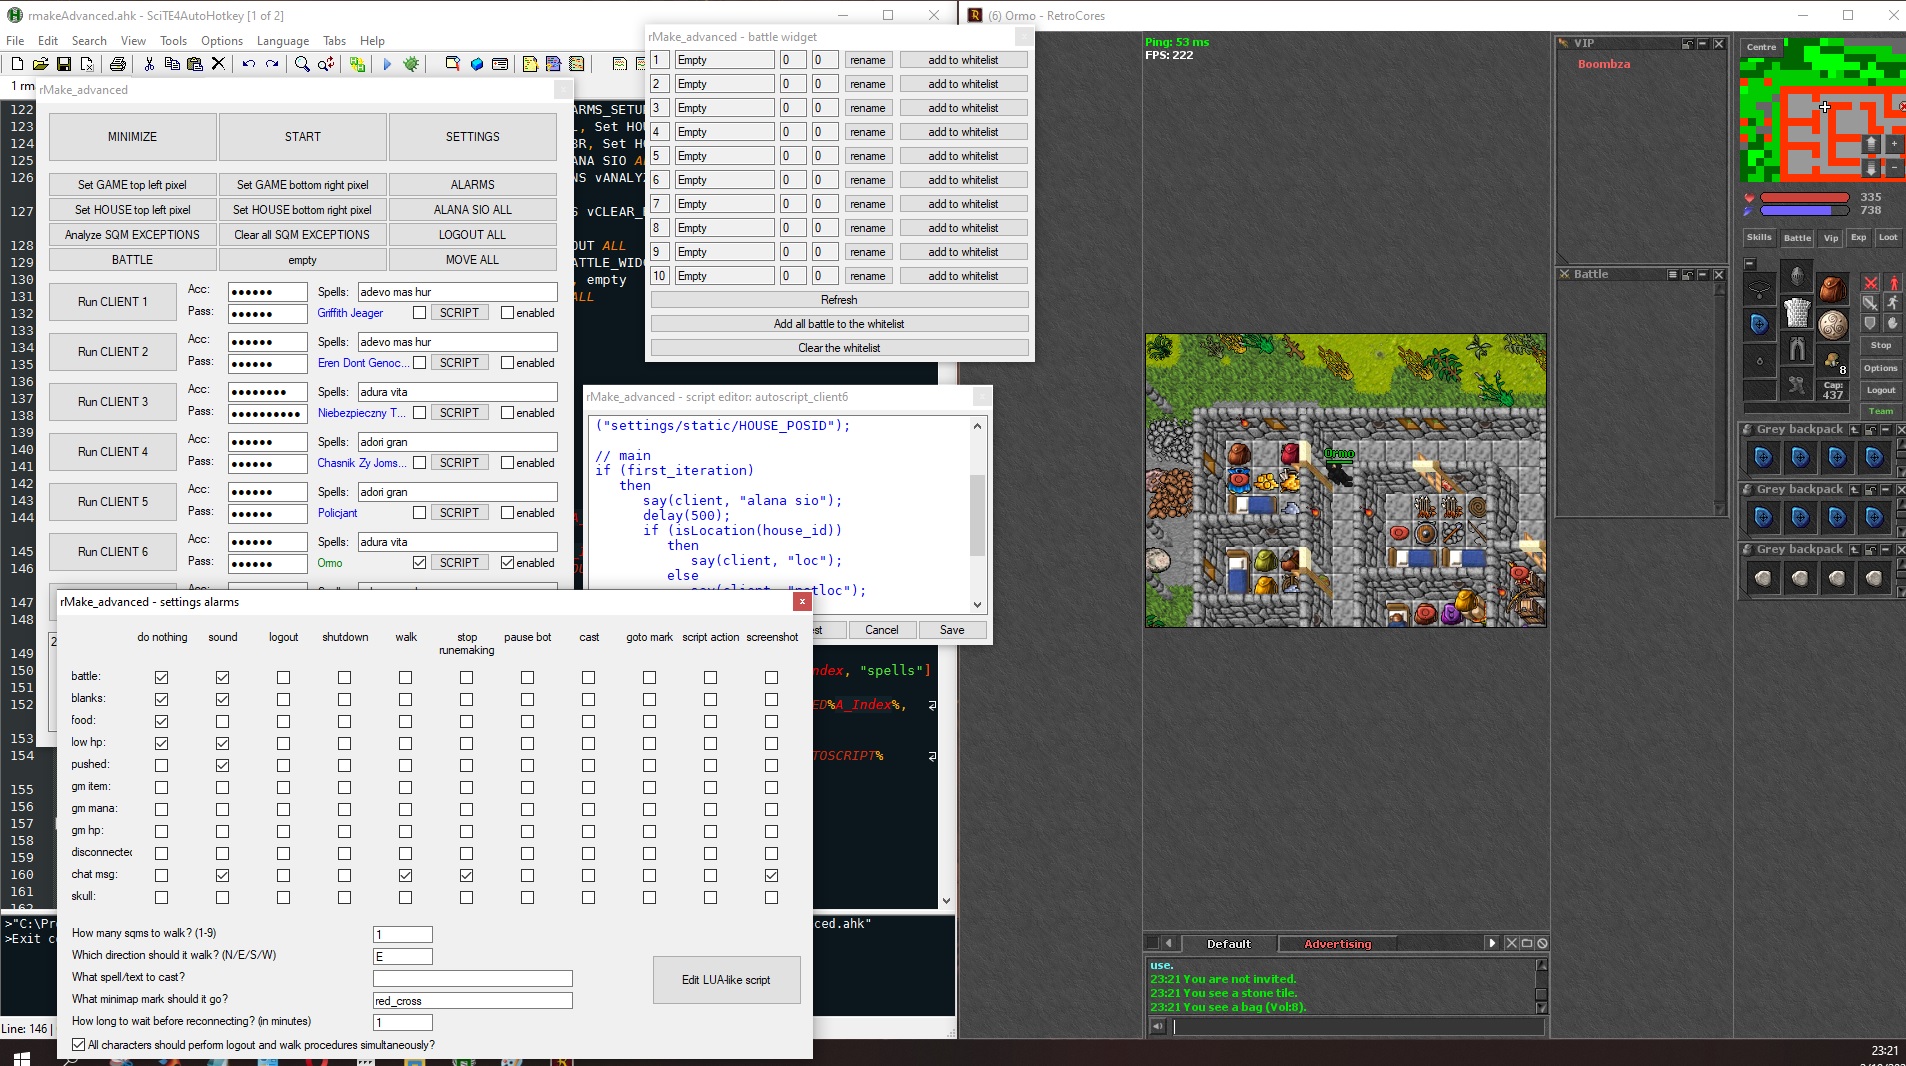 rmakeAdvanced.ahk - SciTE4AutoHotkey [1 of 2]
File Edit Search View Tools Options Language Tabs Help
rMake_advanced
MINIMIZE START SETTINGS
Set GAME top left pixel Set GAME bottom right pixel ALARMS
Set HOUSE top left pixel Set HOUSE bottom right pixel ALANA SIO ALL
Analyze SQM EXCEPTIONS Clear all SQM EXCEPTIONS LOGOUT ALL
BATTLE empty MOVE ALL
Run CLIENT 1 Acc: ●●●●●● Spells: adevo mas hur
Pass: ●●●●●● Griffith Jeager SCRIPT enabled
Run CLIENT 2 Acc: ●●●●●● Spells: adevo mas hur
Pass: ●●●●●● Eren Dont Genoc... SCRIPT enabled
Run CLIENT 3 Acc: ●●●●●●●● Spells: adura vita
Pass: ●●●●●●●●●● Niebezpieczny T... SCRIPT enabled
Run CLIENT 4 Acc: ●●●●●● Spells: adori gran
Pass: ●●●●●● Chasnik Zy Joms... SCRIPT enabled
Run CLIENT 5 Acc: ●●●●●● Spells: adori gran
Pass: ●●●●●● Policjant SCRIPT enabled
Run CLIENT 6 Acc: ●●●●●● Spells: adura vita
Pass: ●●●●●● Ormo SCRIPT enabled
122
123
124
125
126
127
128
129
130
131
132
133
134
135
136
137
138
139
140
141
142
143
144
145
146
147
148
149
150
151
152
153
154
155
156
157
158
159
160
161
162
, Set HO
ANA SIO
vCLEAR_
OUT ALL
ATTLE_WID
, empty
ALL
ndex, "spells"]
ED%A_Index%,
TOSCRIPT%
ced.ahk"
Line: 146 |
rMake_advanced - battle widget
1 Empty 0 0 rename add to whitelist
2 Empty 0 0 rename add to whitelist
3 Empty 0 0 rename add to whitelist
4 Empty 0 0 rename add to whitelist
5 Empty 0 0 rename add to whitelist
6 Empty 0 0 rename add to whitelist
7 Empty 0 0 rename add to whitelist
8 Empty 0 0 rename add to whitelist
9 Empty 0 0 rename add to whitelist
10 Empty 0 0 rename add to whitelist
Refresh
Add all battle to the whitelist
Clear the whitelist
rMake_advanced - script editor: autoscript_client6
("settings/static/HOUSE_POSID");
// main
if (first_iteration)
then
say(client, "alana sio");
delay(500);
if (isLocation(house_id))
then
say(client, "loc");
else
say(client, "notloc");
Cancel Save
rMake_advanced - settings alarms
do nothing sound logout shutdown walk stop runemaking pause bot cast goto mark script action screenshot
battle:
blanks:
food:
low hp:
pushed:
gm item:
gm mana:
gm hp:
disconnected
chat msg:
skull:
How many sqms to walk? (1-9) 1
Which direction should it walk? (N/E/S/W) E
What spell/text to cast?
What minimap mark should it go? red_cross
How long to wait before reconnecting? (in minutes) 1
All characters should perform logout and walk procedures simultaneously?
Edit LUA-like script
(6) Ormo - RetroCores
Ping: 53 ms
FPS: 222
Ormo
VIP
Boombza
Battle
Centre
335
738
Skills Battle Vip Exp Loot
8
Stop
Options
Cap:
437
Logout
Team
Grey backpack
Grey backpack
Grey backpack
Default Advertising
use.
23:21 You are not invited.
23:21 You see a stone tile.
23:21 You see a bag (Vol:8).
23:21